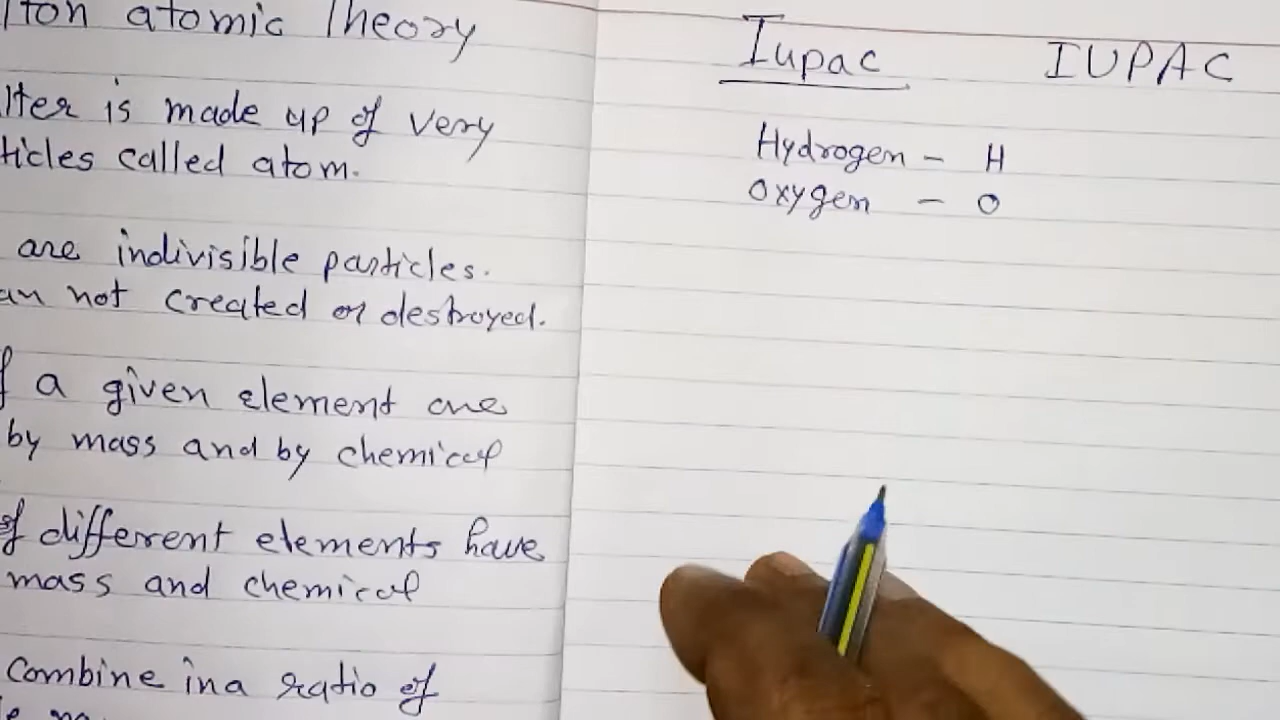 lton atomic Theory
tter is made up of very
ticles called atom.
are indivisible particles.
an not created or destroyed.
f a given element are
by mass and by chemical
of different elements have
mass and chemical
combine in a ratio of
Iupac IUPAC
Hydrogen - H
Oxygen - O